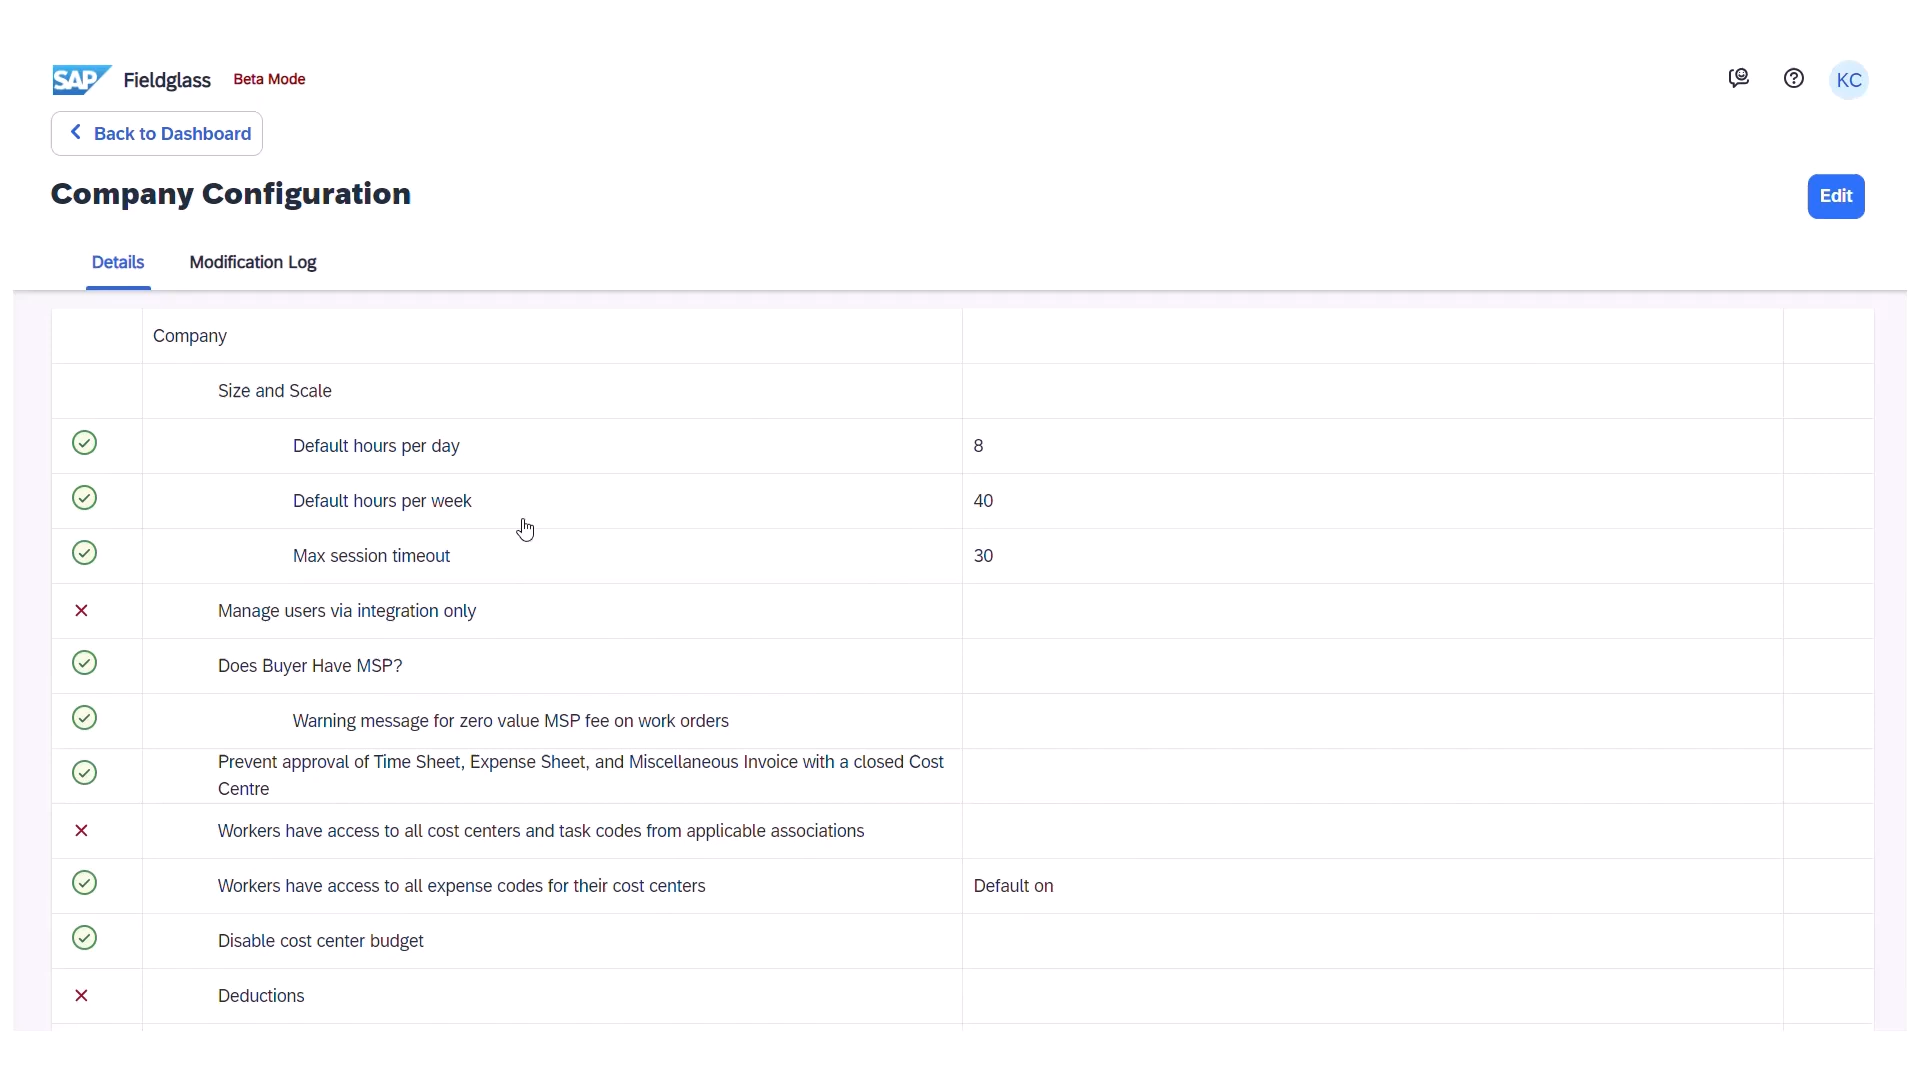 SAP Fieldglass Beta Mode
KC
Back to Dashboard
Company Configuration
Edit
Details Modification Log
Company
Size and Scale
Default hours per day 8
Default hours per week 40
Max session timeout 30
Manage users via integration only
Does Buyer Have MSP?
Warning message for zero value MSP fee on work orders
Prevent approval of Time Sheet, Expense Sheet, and Miscellaneous Invoice with a closed Cost
Centre
Workers have access to all cost centers and task codes from applicable associations
Workers have access to all expense codes for their cost centers Default on
Disable cost center budget
Deductions